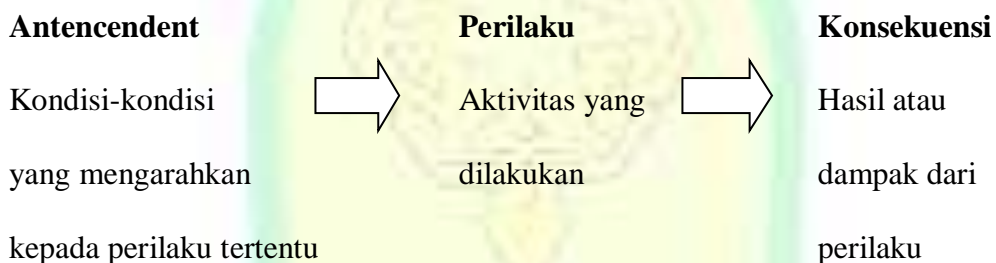 Antencendent Perilaku Konsekuensi
Kondisi-kondisi Aktivitas yang Hasil atau
yang mengarahkan dilakukan dampak dari
kepada perilaku tertentu perilaku